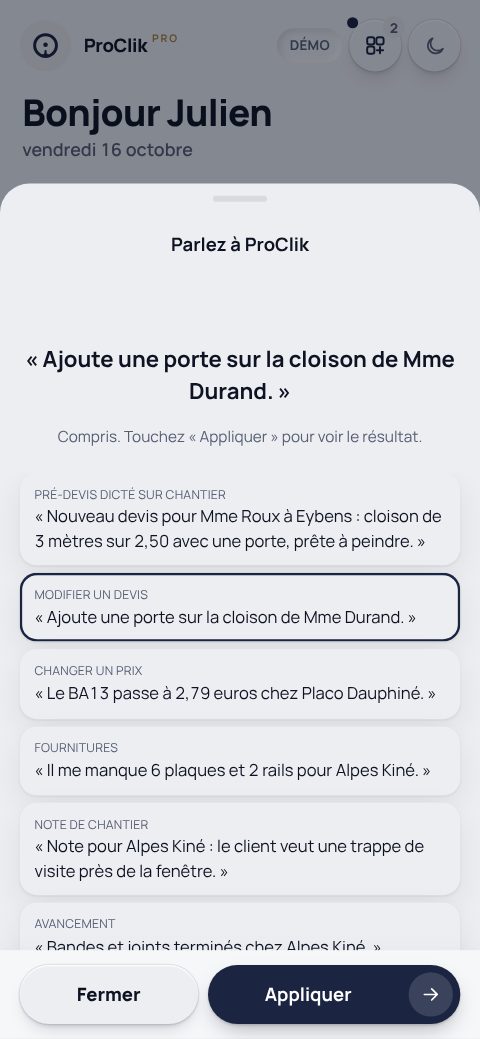 ProClik PRO
DÉMO
2
Bonjour Julien
vendredi 16 octobre
Parlez à ProClik
« Ajoute une porte sur la cloison de Mme
Durand. »
Compris. Touchez « Appliquer » pour voir le résultat.
PRÉ-DEVIS DICTÉ SUR CHANTIER
« Nouveau devis pour Mme Roux à Eybens : cloison de
3 mètres sur 2,50 avec une porte, prête à peindre. »
MODIFIER UN DEVIS
« Ajoute une porte sur la cloison de Mme Durand. »
CHANGER UN PRIX
« Le BA13 passe à 2,79 euros chez Placo Dauphiné. »
FOURNITURES
« Il me manque 6 plaques et 2 rails pour Alpes Kiné. »
NOTE DE CHANTIER
« Note pour Alpes Kiné : le client veut une trappe de
visite près de la fenêtre. »
AVANCEMENT
« Bandes et joints terminés chez Alpes Kiné. »
Fermer
Appliquer